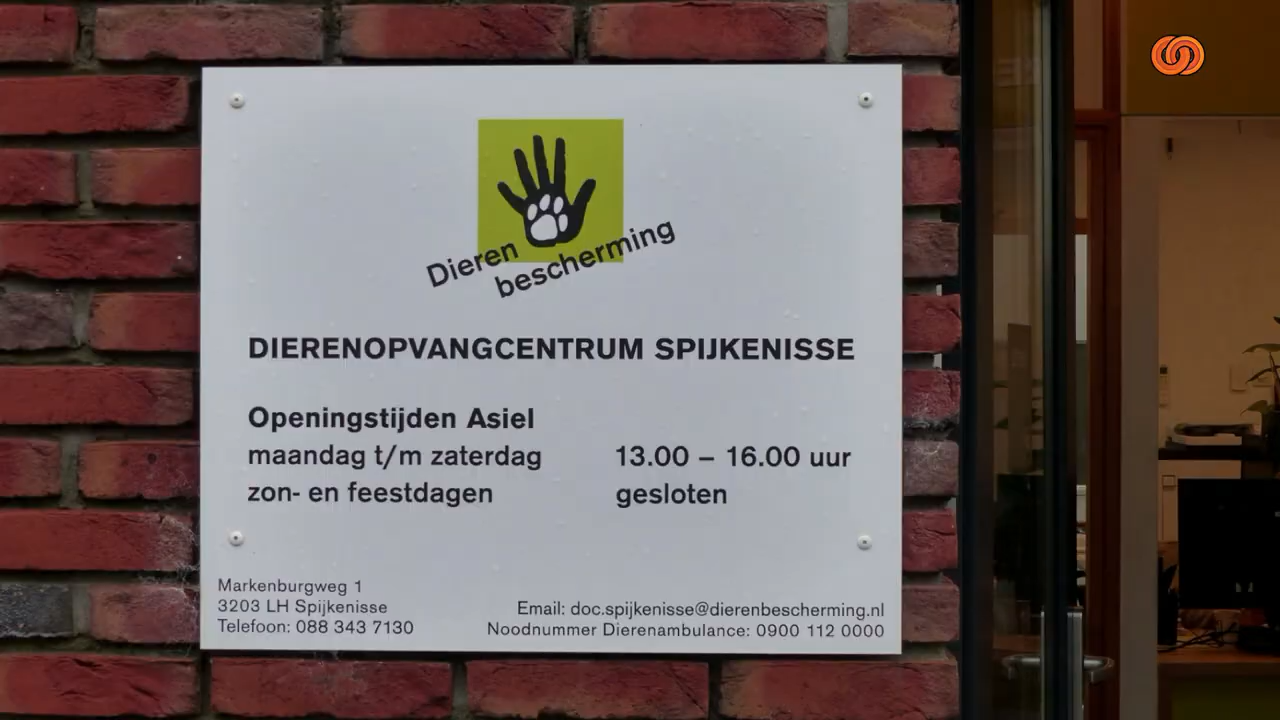 Dieren
bescherming
DIERENOPVANGCENTRUM SPIJKENISSE
Openingstijden Asiel
maandag t/m zaterdag 13.00 – 16.00 uur
zon- en feestdagen gesloten
Markenburgweg 1
3203 LH Spijkenisse
Telefoon: 088 343 7130
Email: doc.spijkenisse@dierenbescherming.nl
Noodnummer Dierenambulance: 0900 112 0000